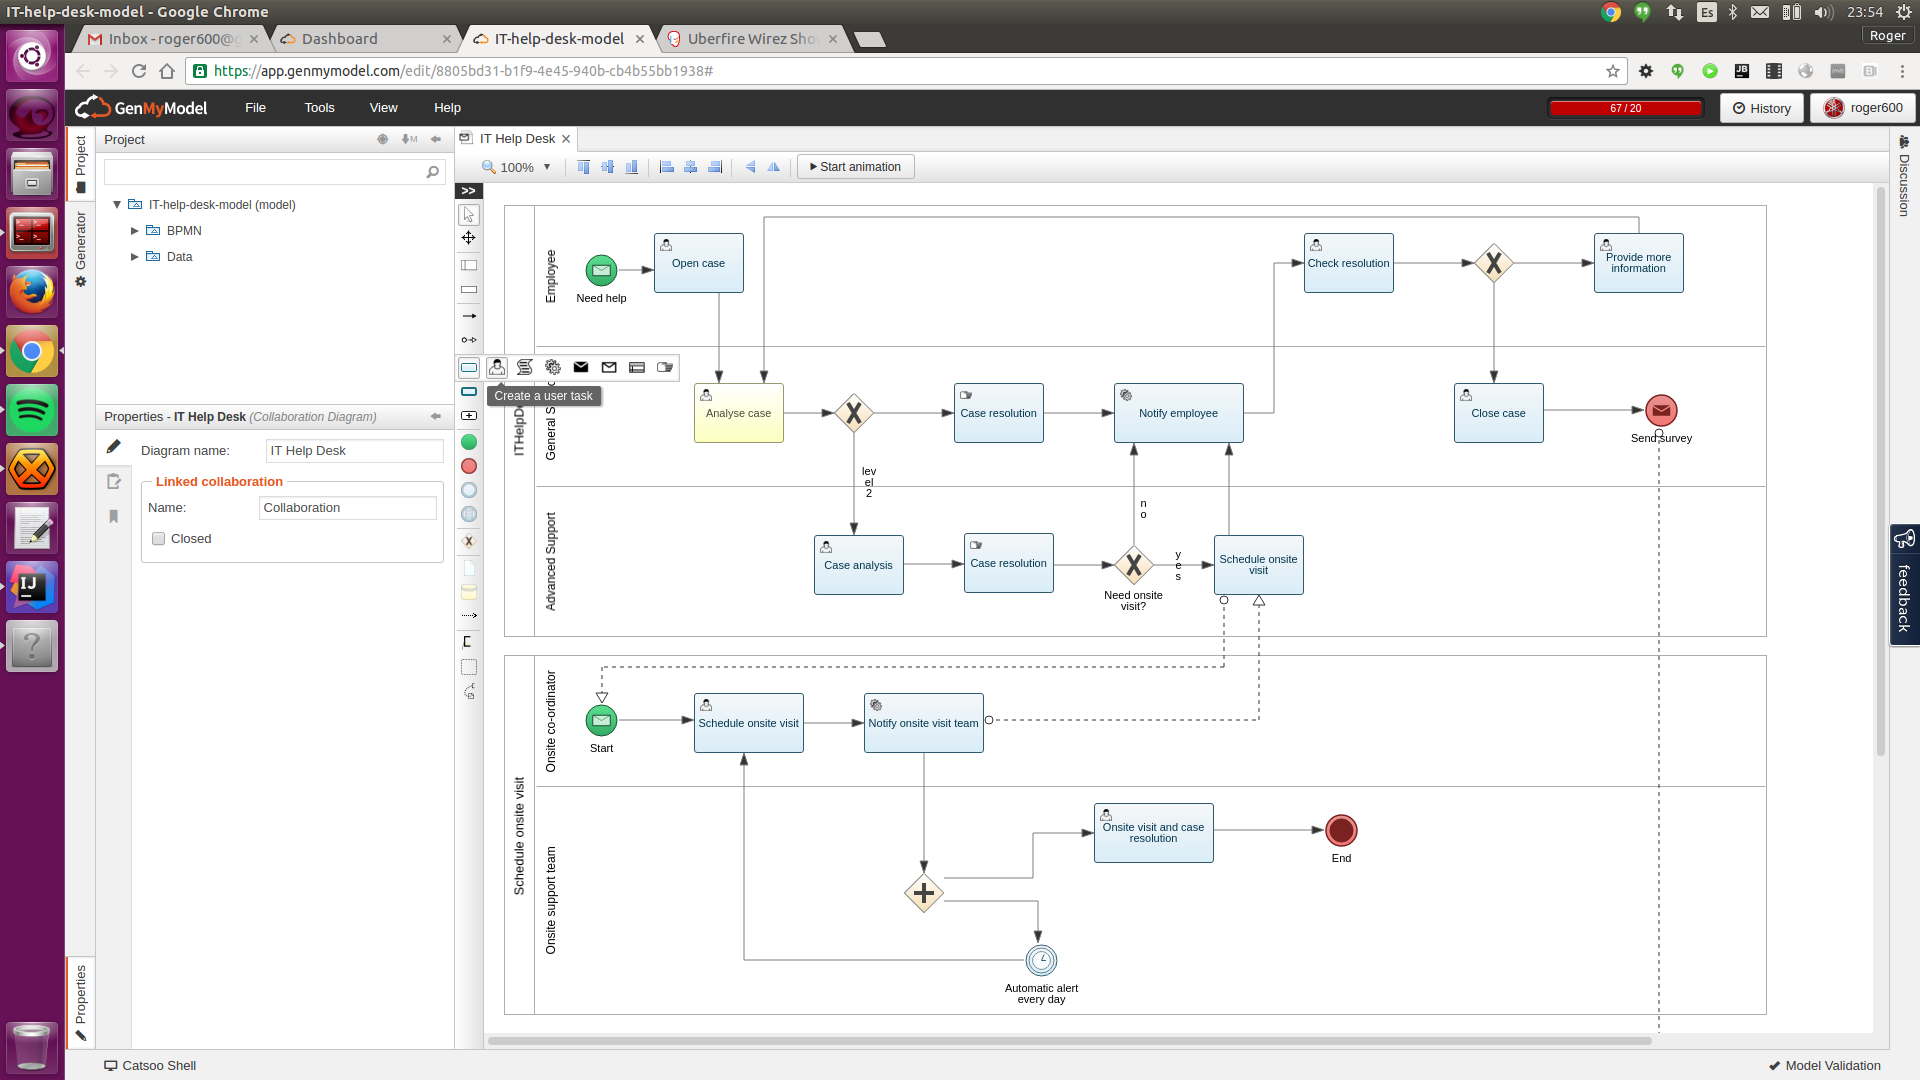 IT-help-desk-model - Google Chrome
Es
23:54
Inbox - roger600@g
Dashboard
IT-help-desk-model
Uberfire Wirez Sho
Roger
https://app.genmymodel.com/edit/8805bd31-b1f9-4e45-940b-cb4b55bb1938#
GenMyModel
File
Tools
View
Help
67 / 20
History
roger600
Project
Project
IT Help Desk
Discussion
100%
Start animation
>>
Generator
IT-help-desk-model (model)
BPMN
Data
Employee
Need help
Open case
Check resolution
Provide more
information
Create a user task
ITHelpDe
General S
Analyse case
Case resolution
Notify employee
Close case
Send survey
Properties - IT Help Desk (Collaboration Diagram)
Diagram name:
IT Help Desk
Linked collaboration
Name:
Collaboration
Closed
lev
el
2
n
o
y
e
s
Advanced Support
Case analysis
Case resolution
Need onsite
visit?
Schedule onsite
visit
feedback
Schedule onsite visit
Onsite co-ordinator
Start
Schedule onsite visit
Notify onsite visit team
Onsite support team
Onsite visit and case
resolution
End
Automatic alert
every day
Properties
Catsoo Shell
Model Validation